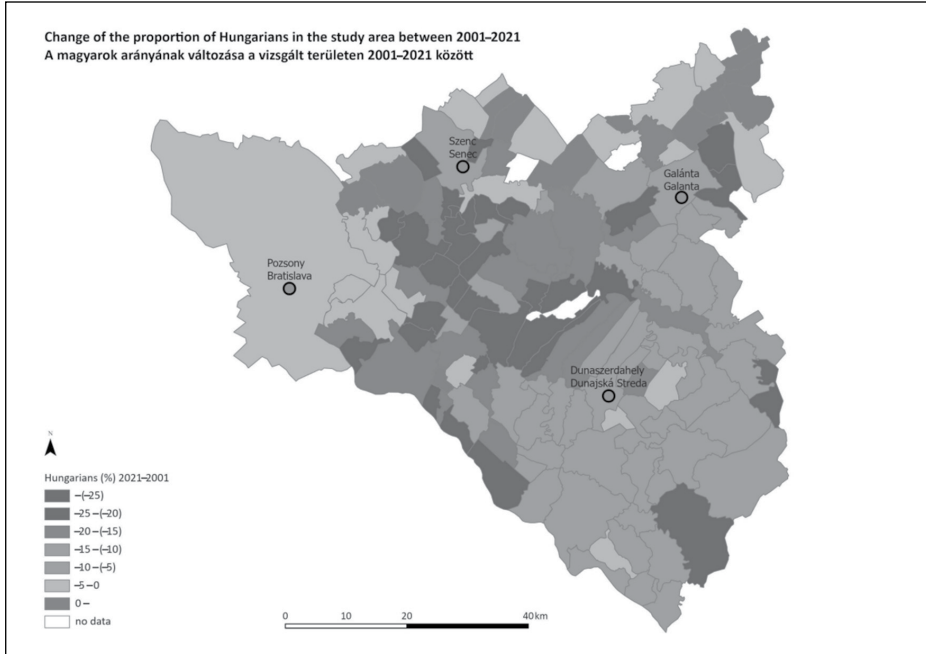 Change of the proportion of Hungarians in the study area between 2001–2021
A magyarok arányának változása a vizsgált területen 2001–2021 között
Szenc
Senec
Galánta
Galanta
Pozsony
Bratislava
Dunaszerdahely
Dunajská Streda
N
Hungarians (%) 2021–2001
–(–25)
–25 – (–20)
–20 – (–15)
–15 – (–10)
–10 – (–5)
–5 – 0
0 –
no data
0 10 20 40 km